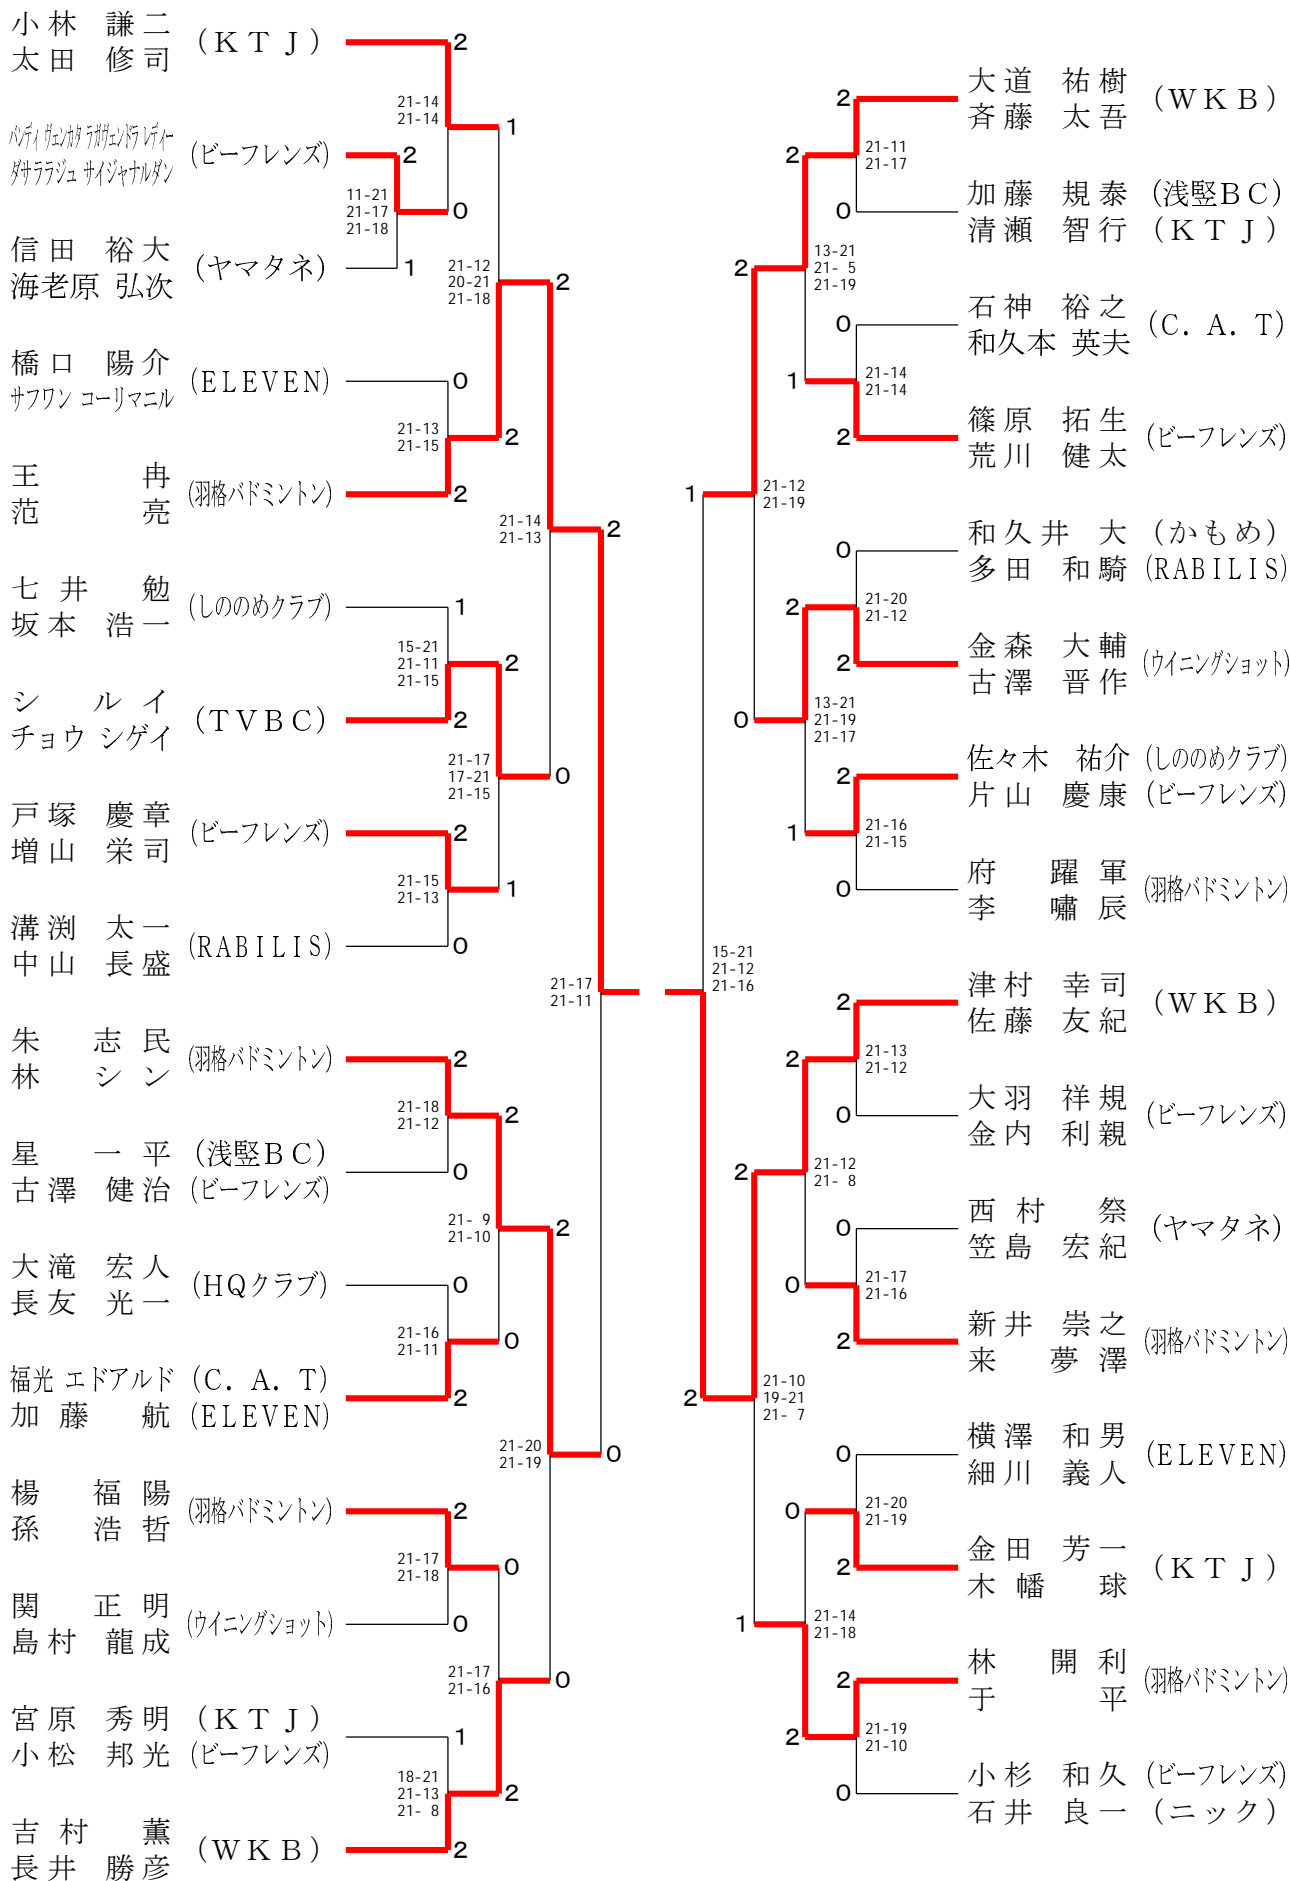 小林 謙二 (KTJ)
太田 修司
2
21-14
21-14
1
パンディ ヴェンカタ ラガヴェンドラ レディー
ダサララジュ サイジャナルダン
(ビーフレンズ)
2
11-21
21-17
21-18
0
信田 裕大
海老原 弘次
(ヤマタネ)
1
21-12
20-21
21-18
2
橋口 陽介
サフワン コーリマニル
(ELEVEN)
0
21-13
21-15
2
王 冉
范 亮
(羽格バドミントン)
2
21-14
21-13
2
七井 勉
坂本 浩一
(しののめクラブ)
1
15-21
21-11
21-15
2
シ ルイ
チョウ シゲイ
(TVBC)
2
21-17
17-21
21-15
0
戸塚 慶章
増山 栄司
(ビーフレンズ)
2
21-15
21-13
1
溝渕 太一
中山 長盛
(RABILIS)
0
21-17
21-11
朱 志民
林 シン
(羽格バドミントン)
2
21-18
21-12
2
星 一平 (浅竪BC)
古澤 健治 (ビーフレンズ)
0
21- 9
21-10
2
大滝 宏人
長友 光一
(HQクラブ)
0
21-16
21-11
0
福光 エドアルド (C. A. T)
加藤 航 (ELEVEN)
2
21-20
21-19
0
楊 福陽
孫 浩哲
(羽格バドミントン)
2
21-17
21-18
0
関 正明
島村 龍成
(ウイニングショット)
0
21-17
21-16
0
宮原 秀明 (KTJ)
小松 邦光 (ビーフレンズ)
1
18-21
21-13
21- 8
2
吉村 薫
長井 勝彦
(WKB)
2
大道 祐樹
斉藤 太吾
(WKB)
2
21-11
21-17
2
加藤 規泰 (浅竪BC)
清瀬 智行 (KTJ)
0
13-21
21- 5
21-19
2
石神 裕之
和久本 英夫
(C. A. T)
0
21-14
21-14
1
篠原 拓生
荒川 健太
(ビーフレンズ)
2
21-12
21-19
1
和久井 大 (かもめ)
多田 和騎 (RABILIS)
0
21-20
21-12
2
金森 大輔
古澤 晋作
(ウイニングショット)
2
13-21
21-19
21-17
0
佐々木 祐介 (しののめクラブ)
片山 慶康 (ビーフレンズ)
2
21-16
21-15
1
府 躍軍
李 嘯辰
(羽格バドミントン)
0
15-21
21-12
21-16
津村 幸司
佐藤 友紀
(WKB)
2
21-13
21-12
2
大羽 祥規
金内 利親
(ビーフレンズ)
0
21-12
21- 8
2
西村 祭
笠島 宏紀
(ヤマタネ)
0
21-17
21-16
0
新井 崇之
来 夢澤
(羽格バドミントン)
2
21-10
19-21
21- 7
2
横澤 和男
細川 義人
(ELEVEN)
0
21-20
21-19
0
金田 芳一
木幡 球
(KTJ)
2
21-14
21-18
1
林 開利
于 平
(羽格バドミントン)
2
21-19
21-10
2
小杉 和久 (ビーフレンズ)
石井 良一 (ニック)
0